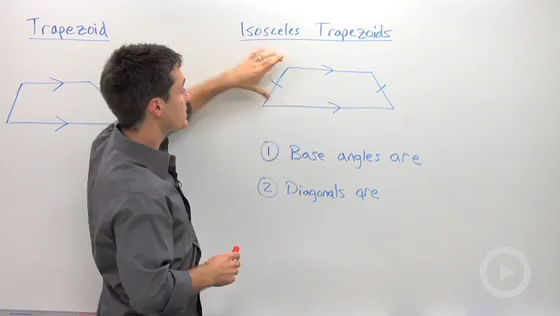 Trapezoid
Isosceles Trapezoids
① Base angles are
② Diagonals are